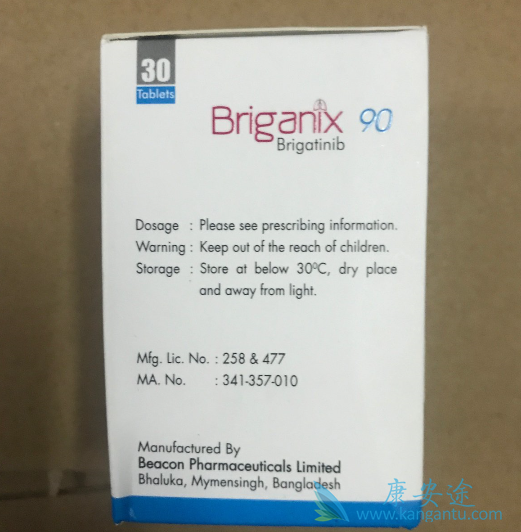 30
Tablets
Briganix 90
Brigatinib
Dosage : Please see prescribing information.
Warning : Keep out of the reach of children.
Storage : Store at below 30⁰C, dry place
and away from light.
Mfg. Lic. No. : 258 & 477
MA. No. : 341-357-010
Manufactured By
Beacon Pharmaceuticals Limited
Bhaluka, Mymensingh, Bangladesh
康安途
www.kangantu.com